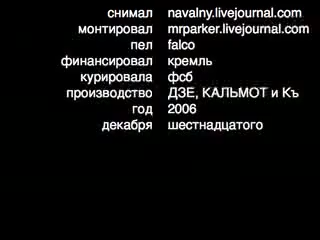 снимал navalny.livejournal.com
монтировал mrparker.livejournal.com
пел falco
финансировал кремль
курировала фсб
производство ДЗЕ, КАЛЬМОТ и Къ
год 2006
декабря шестнадцатого